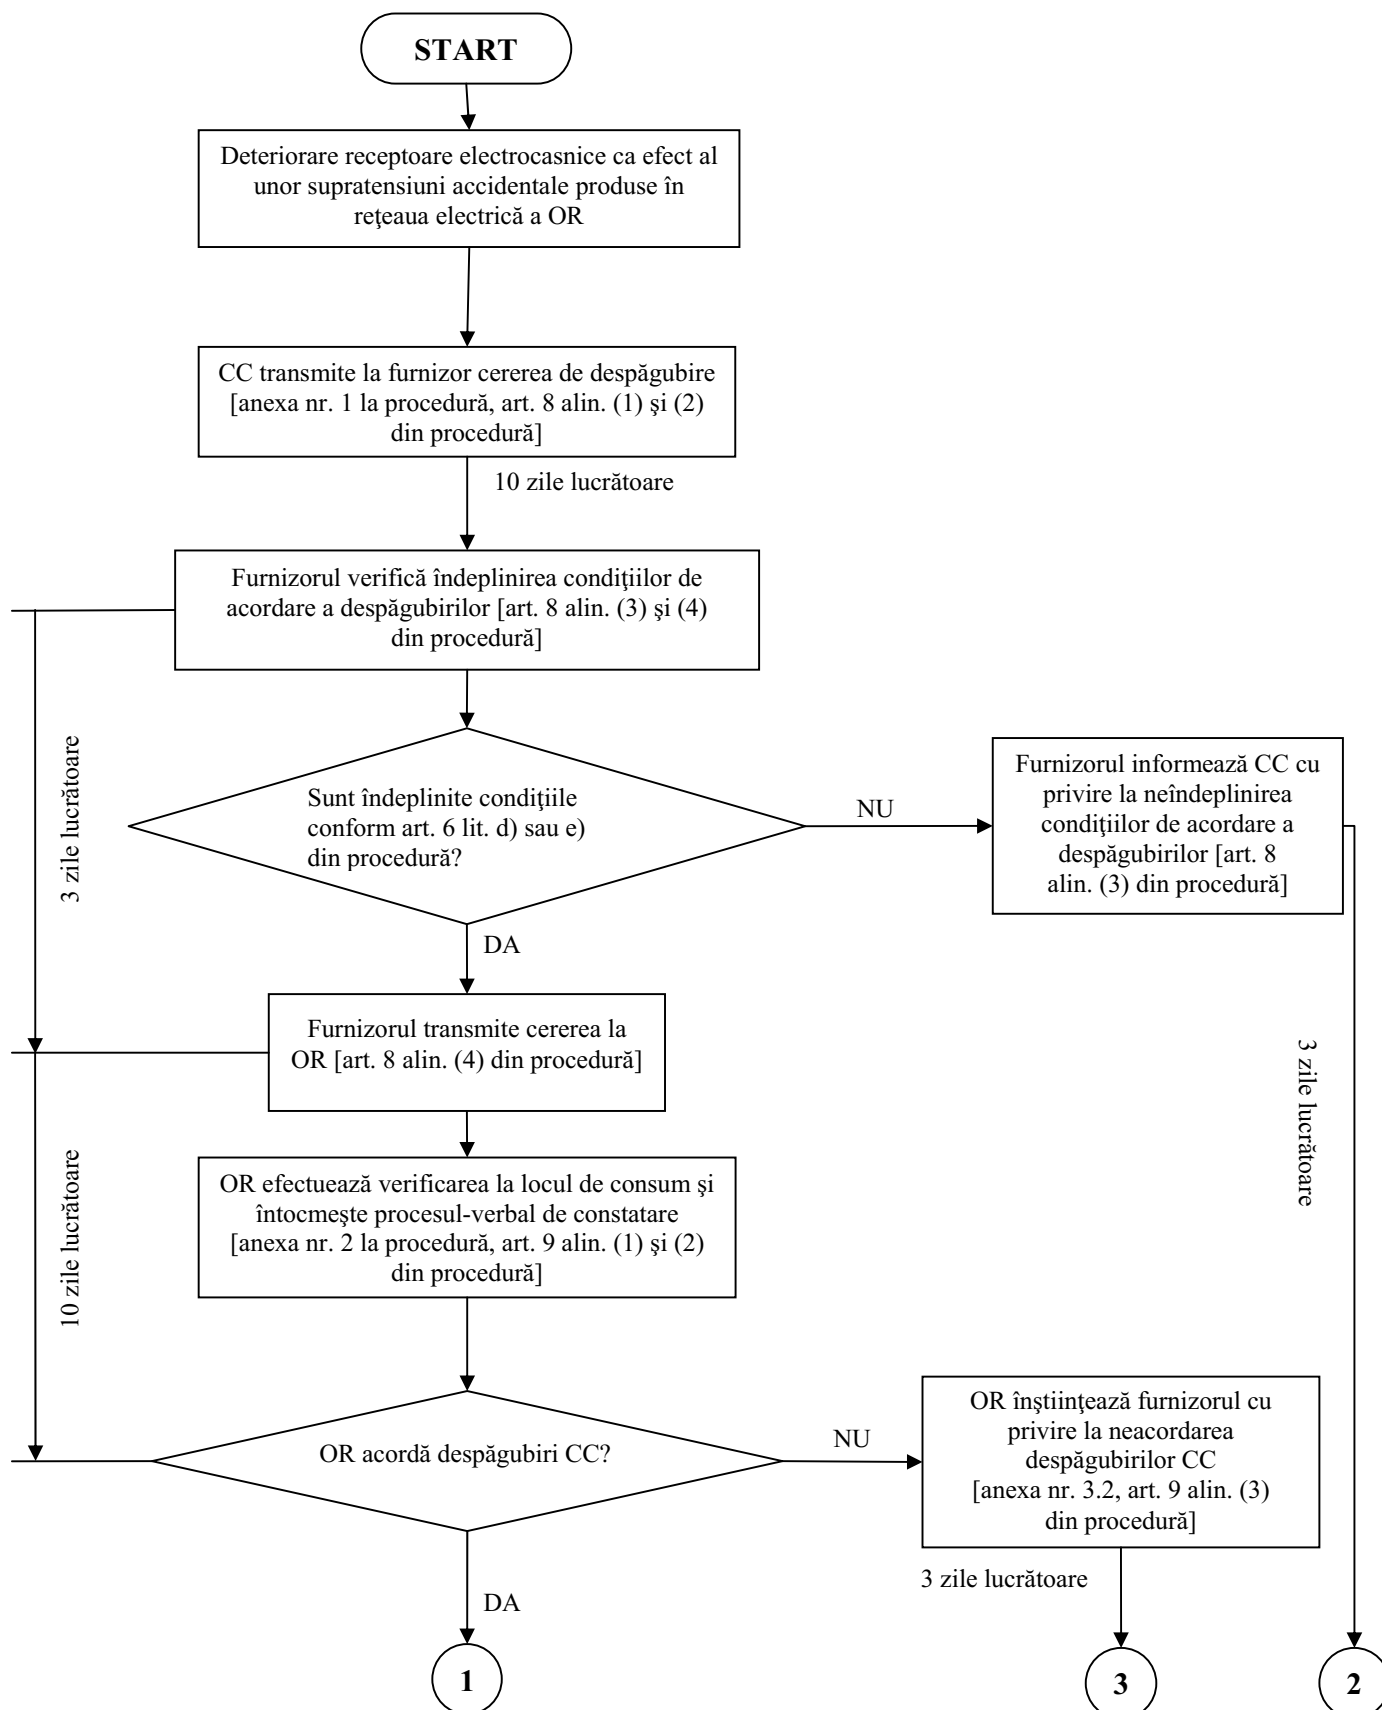 START
Deteriorare receptoare electrocasnice ca efect al
unor supratensiuni accidentale produse în
reţeaua electrică a OR
CC transmite la furnizor cererea de despăgubire
[anexa nr. 1 la procedură, art. 8 alin. (1) şi (2)
din procedură]
10 zile lucrătoare
Furnizorul verifică îndeplinirea condiţiilor de
acordare a despăgubirilor [art. 8 alin. (3) şi (4)
din procedură]
3 zile lucrătoare
Sunt îndeplinite condiţiile
conform art. 6 lit. d) sau e)
din procedură?
NU
Furnizorul informează CC cu
privire la neîndeplinirea
condiţiilor de acordare a
despăgubirilor [art. 8
alin. (3) din procedură]
DA
Furnizorul transmite cererea la
OR [art. 8 alin. (4) din procedură]
3 zile lucrătoare
10 zile lucrătoare
OR efectuează verificarea la locul de consum şi
întocmeşte procesul-verbal de constatare
[anexa nr. 2 la procedură, art. 9 alin. (1) şi (2)
din procedură]
OR acordă despăgubiri CC?
NU
OR înştiinţează furnizorul cu
privire la neacordarea
despăgubirilor CC
[anexa nr. 3.2, art. 9 alin. (3)
din procedură]
3 zile lucrătoare
DA
1
3
2